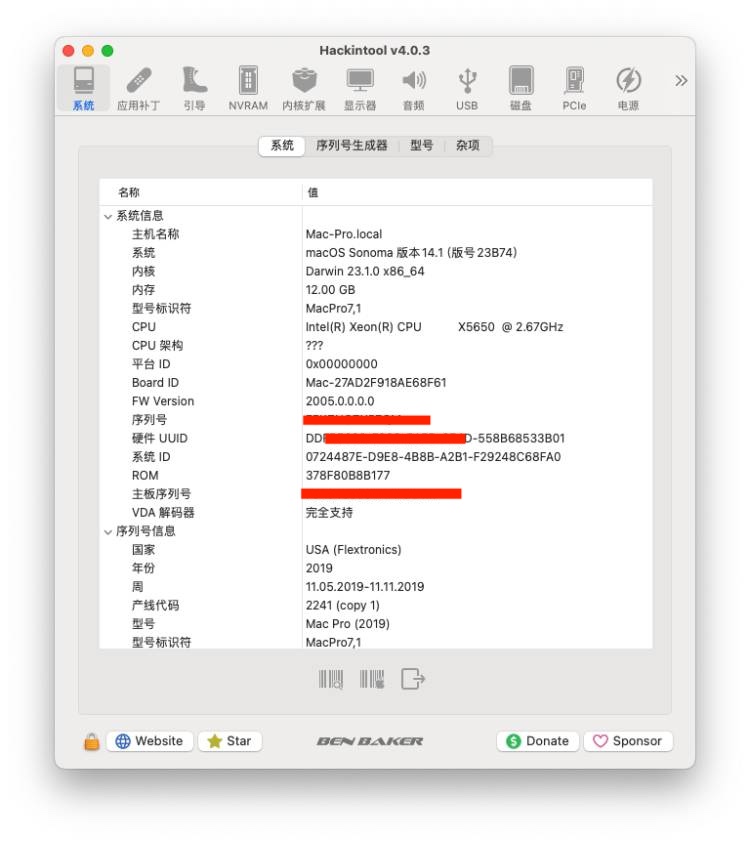 Hackintool v4.0.3
系统 应用补丁 引导 NVRAM 内核扩展 显示器 音频 USB 磁盘 PCIe 电源
系统 序列号生成器 型号 杂项
名称 值
系统信息
主机名称 Mac-Pro.local
系统 macOS Sonoma 版本14.1 (版号23B74)
内核 Darwin 23.1.0 x86_64
内存 12.00 GB
型号标识符 MacPro7,1
CPU Intel(R) Xeon(R) CPU X5650 @ 2.67GHz
CPU 架构 ???
平台 ID 0x00000000
Board ID Mac-27AD2F918AE68F61
FW Version 2005.0.0.0.0
序列号
硬件 UUID DDF D-558B68533B01
系统 ID 0724487E-D9E8-4B8B-A2B1-F29248C68FA0
ROM 378F80B8B177
主板序列号
VDA 解码器 完全支持
序列号信息
国家 USA (Flextronics)
年份 2019
周 11.05.2019-11.11.2019
产线代码 2241 (copy 1)
型号 Mac Pro (2019)
型号标识符 MacPro7,1
Website Star BEN BAKER Donate Sponsor